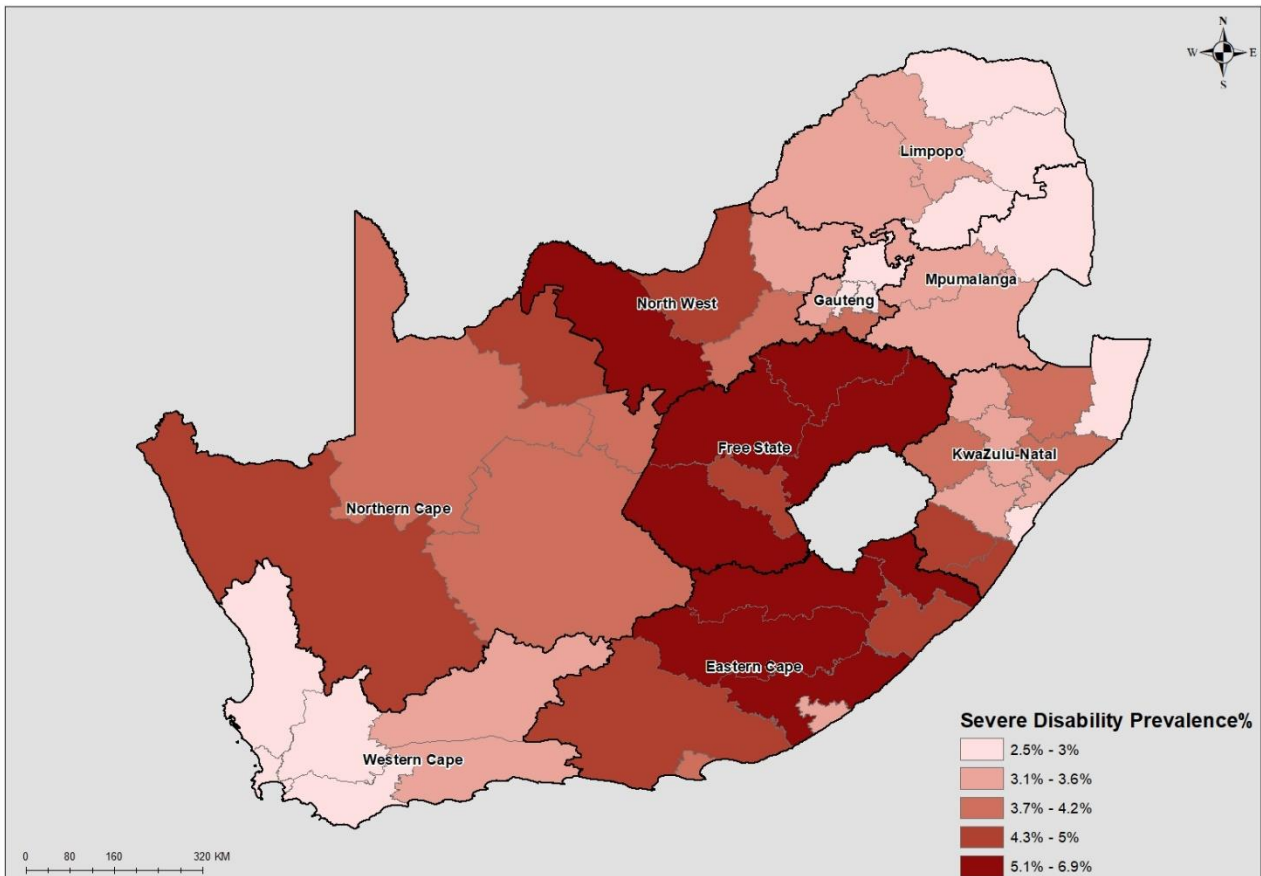 N
W E
S
Limpopo
Mpumalanga
North West
Gauteng
Free State
KwaZulu-Natal
Northern Cape
Eastern Cape
Western Cape
Severe Disability Prevalence%
2.5% - 3%
3.1% - 3.6%
3.7% - 4.2%
4.3% - 5%
5.1% - 6.9%
0 80 160 320 KM